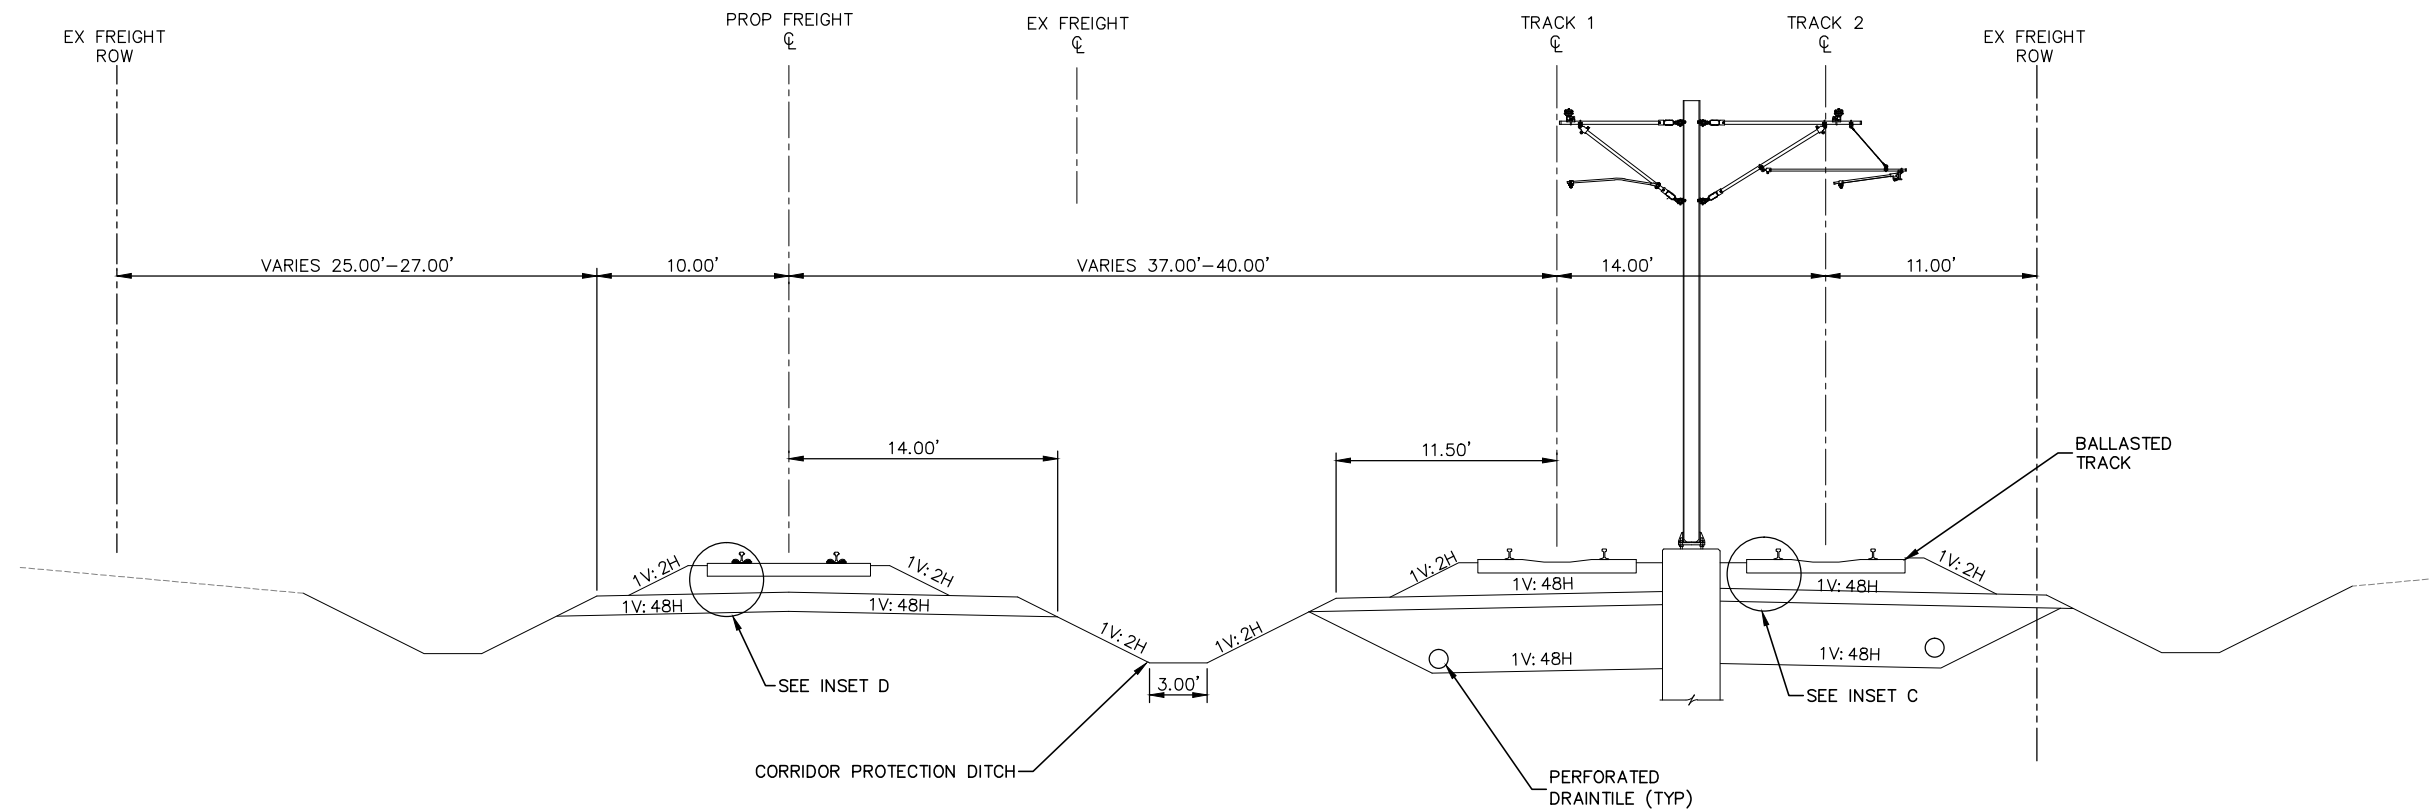 EX FREIGHT
ROW
PROP FREIGHT
℄
EX FREIGHT
℄
TRACK 1
℄
TRACK 2
℄
EX FREIGHT
ROW
VARIES 25.00'-27.00'
10.00'
VARIES 37.00'-40.00'
14.00'
11.00'
14.00'
11.50'
BALLASTED
TRACK
1V:2H
1V:2H
1V:48H
1V:48H
1V:2H
1V:2H
1V:2H
1V:48H
1V:48H
1V:2H
1V:48H
1V:48H
SEE INSET D
3.00'
SEE INSET C
CORRIDOR PROTECTION DITCH
PERFORATED
DRAINTILE (TYP)